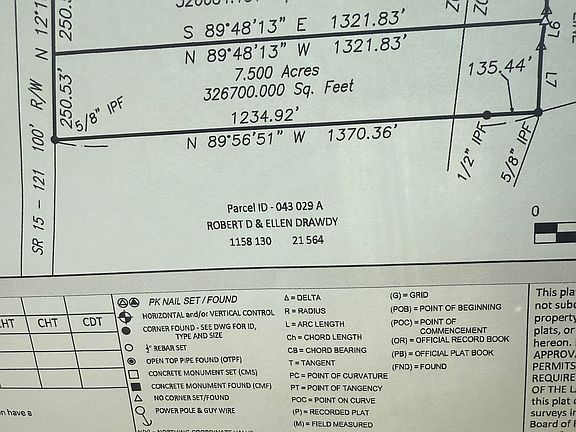 S 89°48'13" E 1321.83'
N 89°48'13" W 1321.83'
7.500 Acres
326700.000 Sq. Feet
1234.92'
N 89°56'51" W 1370.36'
135.44'
L6
L7
1/2" IPF
5/8" IPF
5/8" IPF
250.53'
SR 15 - 121 100' R/W N 12°1
Parcel ID - 043 029 A
ROBERT D & ELLEN DRAWDY
1158 130 21 564
0
CHT CDT
PK NAIL SET / FOUND
HORIZONTAL and/or VERTICAL CONTROL
CORNER FOUND - SEE DWG FOR ID,
TYPE AND SIZE
½" REBAR SET
OPEN TOP PIPE FOUND (OTPF)
CONCRETE MONUMENT SET (CMS)
CONCRETE MONUMENT FOUND (CMF)
NO CORNER SET/FOUND
POWER POLE & GUY WIRE
Δ = DELTA
R = RADIUS
L = ARC LENGTH
Ch = CHORD LENGTH
CB = CHORD BEARING
T = TANGENT
PC = POINT OF CURVATURE
PT = POINT OF TANGENCY
POC = POINT ON CURVE
(P) = RECORDED PLAT
(M) = FIELD MEASURED
(G) = GRID
(POB) = POINT OF BEGINNING
(POC) = POINT OF
COMMENCEMENT
(OR) = OFFICIAL RECORD BOOK
(PB) = OFFICIAL PLAT BOOK
(FND) = FOUND
This pla
not subd
property
plats, or
hereon.
APPROVA
PERMITS
REQUIRE
OF THE LA
this plat c
surveys i
Board of